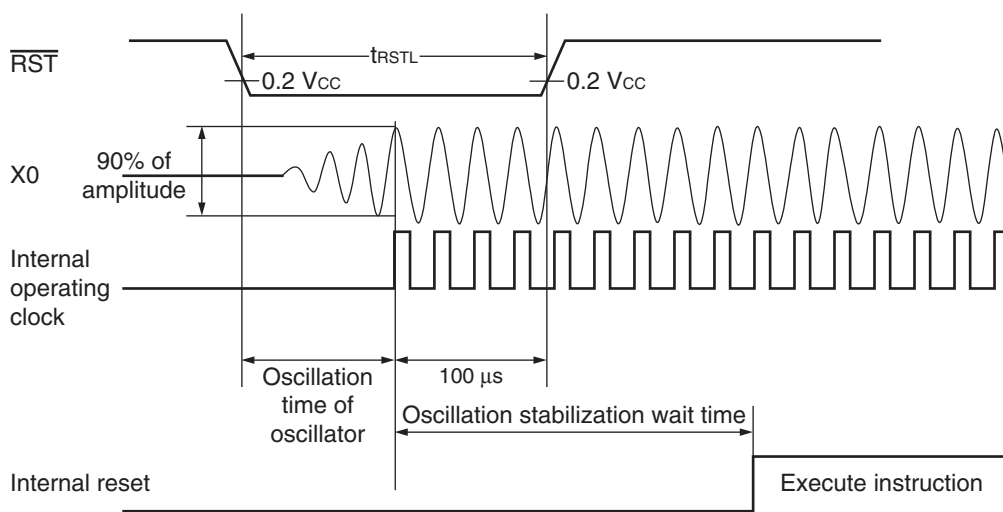 RST
tRSTL
0.2 VCC
0.2 VCC
X0
90% of
amplitude
Internal
operating
clock
Oscillation
time of
oscillator
100 μs
Oscillation stabilization wait time
Internal reset
Execute instruction